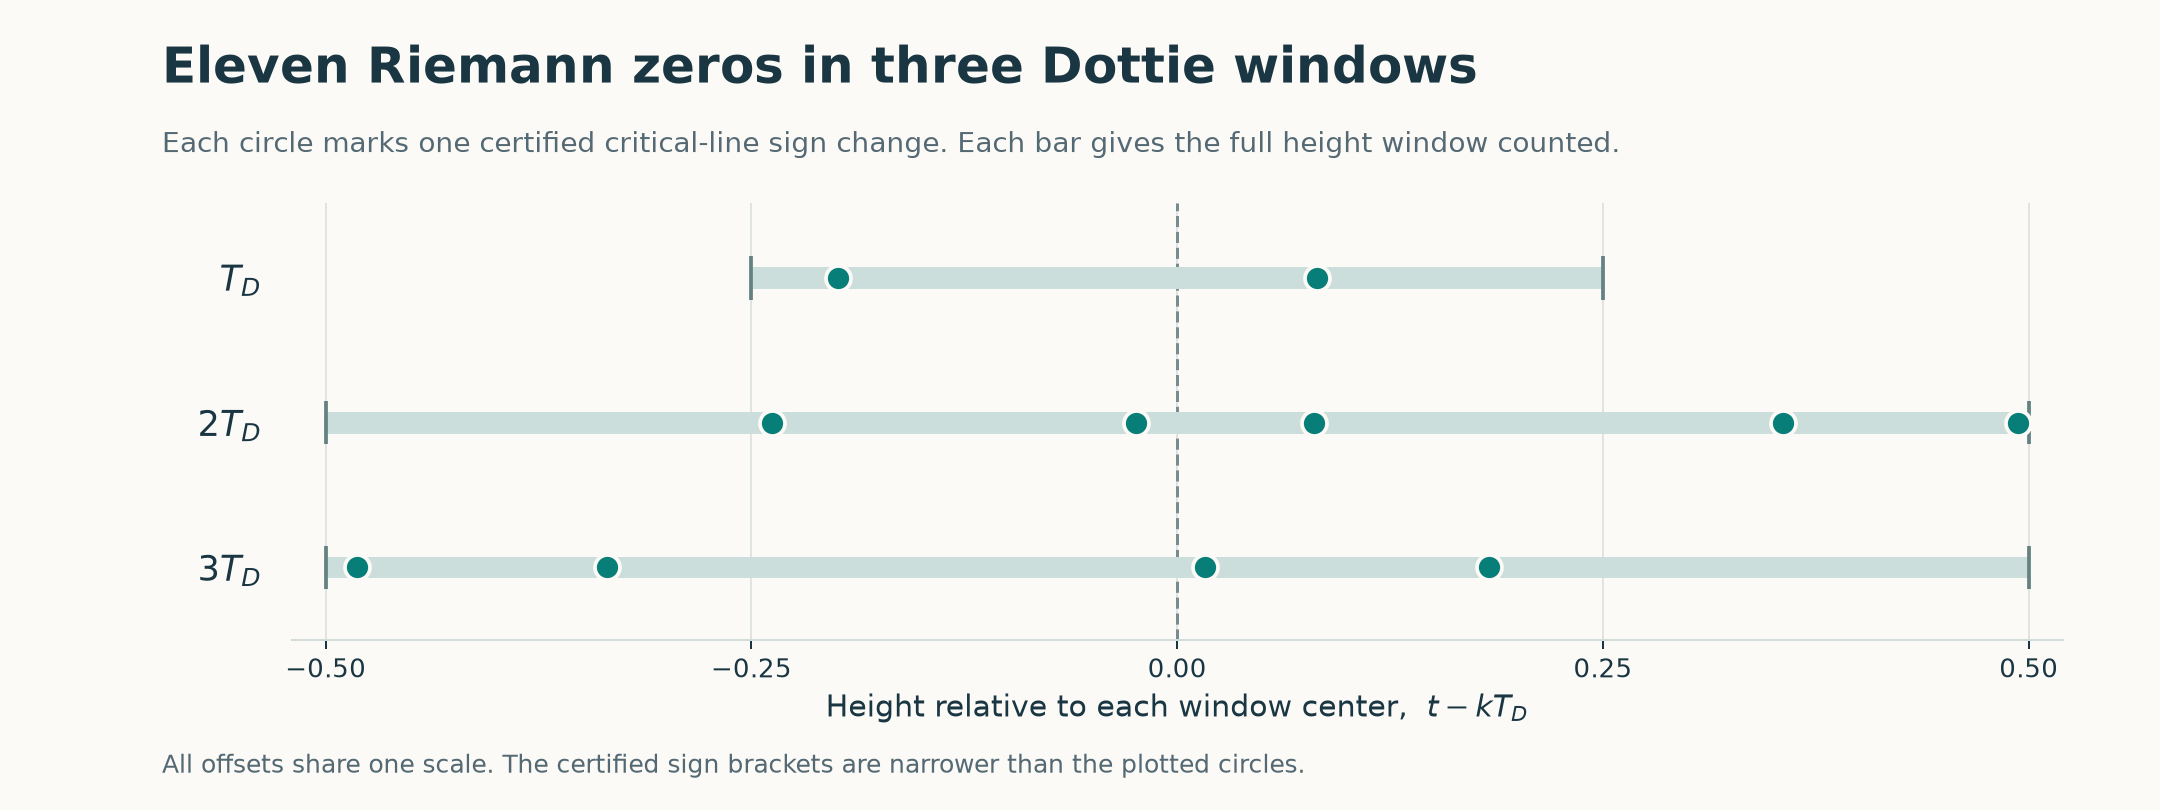 Eleven Riemann zeros in three Dottie windows
Each circle marks one certified critical-line sign change. Each bar gives the full height window counted.
T_D
2T_D
3T_D
−0.50 −0.25 0.00 0.25 0.50
Height relative to each window center, t − kT_D
All offsets share one scale. The certified sign brackets are narrower than the plotted circles.